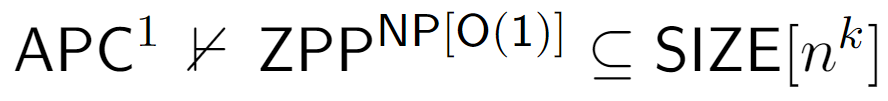 APC¹ ⊬ ZPP^{NP[O(1)]} ⊆ SIZE[n^k]